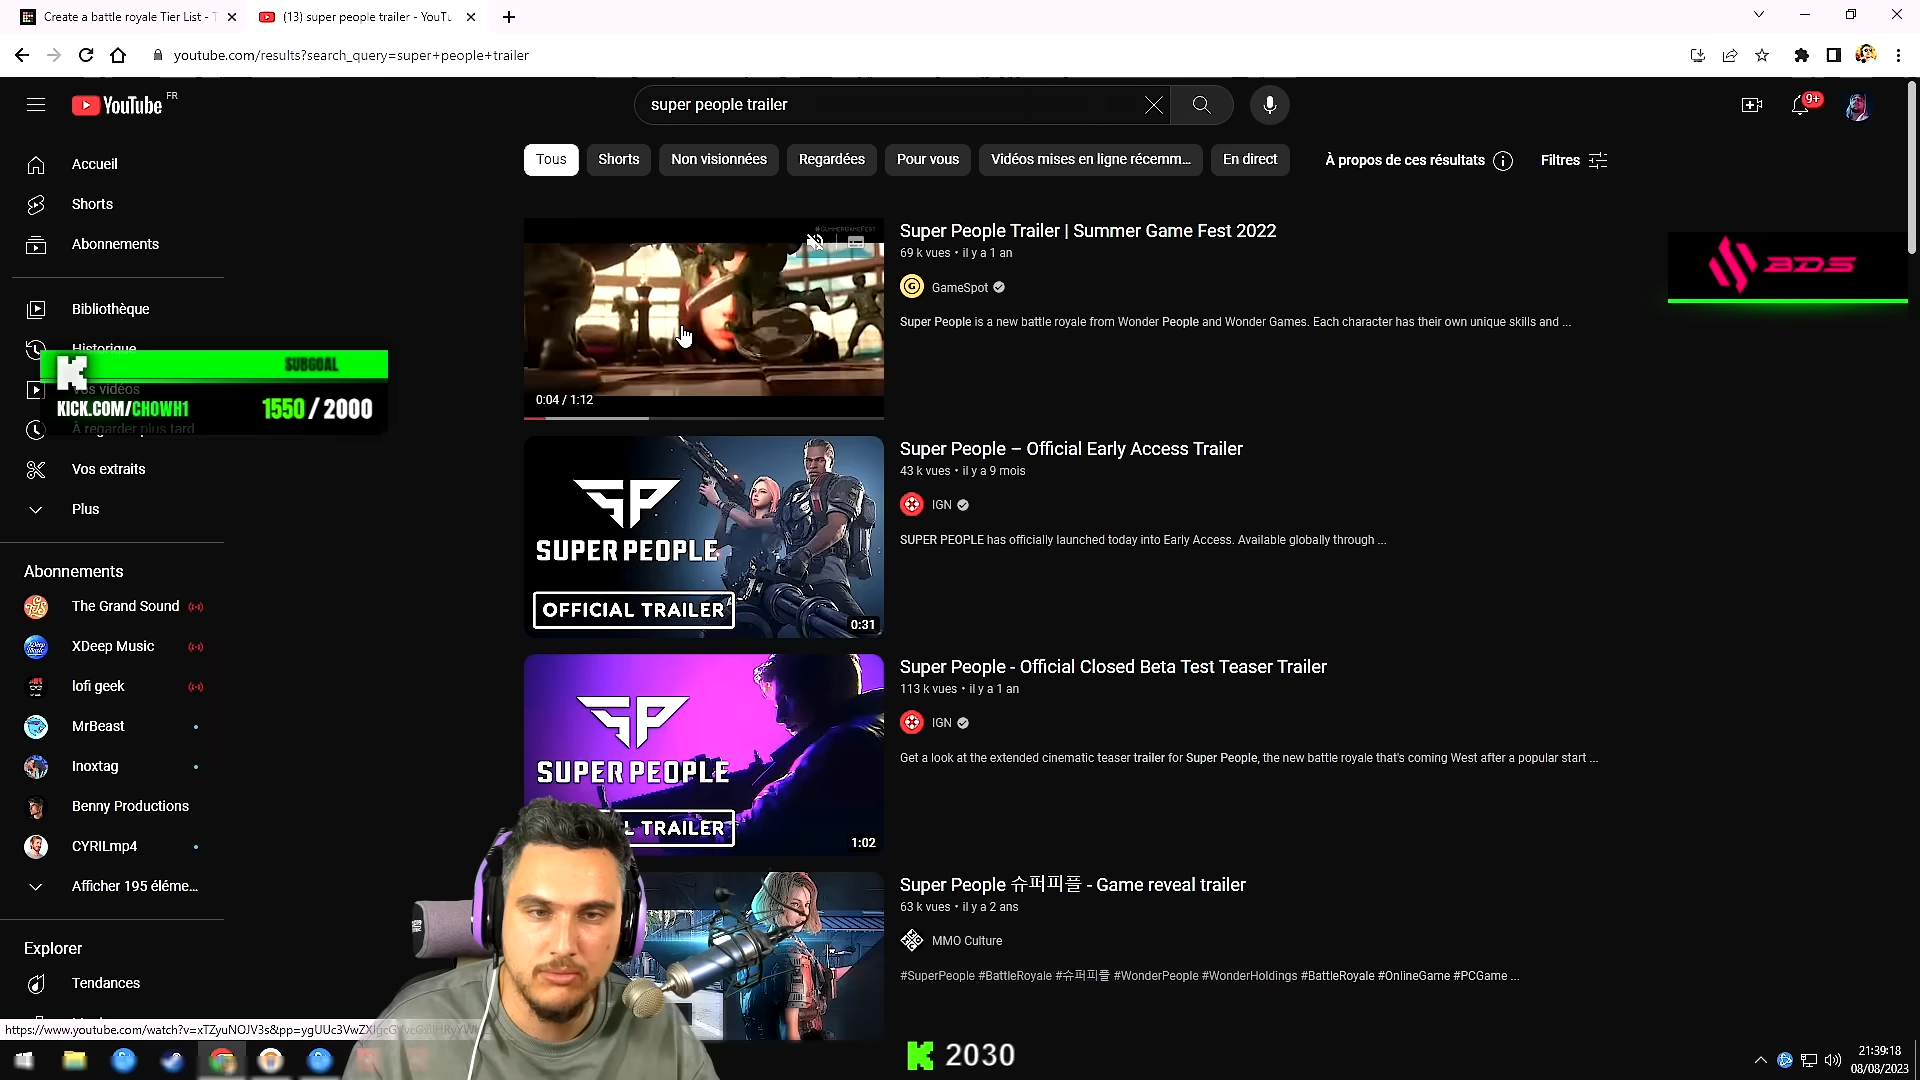 Create a battle royale Tier List - T
(13) super people trailer - YouTu
youtube.com/results?search_query=super+people+trailer
YouTube FR
super people trailer
9+
Tous
Shorts
Non visionnées
Regardées
Pour vous
Vidéos mises en ligne récemm...
En direct
À propos de ces résultats
Filtres
Accueil
Shorts
Abonnements
Bibliothèque
Historique
Vos vidéos
À regarder plus tard
Vos extraits
Plus
SUBGOAL
KICK.COM/CHOWH1
1550 / 2000
Abonnements
The Grand Sound
XDeep Music
lofi geek
MrBeast
Inoxtag
Benny Productions
CYRILmp4
Afficher 195 éléme...
Explorer
Tendances
#SUMMERGAMEFEST
0:04 / 1:12
Super People Trailer | Summer Game Fest 2022
69 k vues • il y a 1 an
GameSpot
Super People is a new battle royale from Wonder People and Wonder Games. Each character has their own unique skills and ...
BDS
SUPER PEOPLE
OFFICIAL TRAILER
0:31
Super People – Official Early Access Trailer
43 k vues • il y a 9 mois
IGN
SUPER PEOPLE has officially launched today into Early Access. Available globally through ...
SUPER PEOPLE
L TRAILER
1:02
Super People - Official Closed Beta Test Teaser Trailer
113 k vues • il y a 1 an
IGN
Get a look at the extended cinematic teaser trailer for Super People, the new battle royale that's coming West after a popular start ...
Super People 슈퍼피플 - Game reveal trailer
63 k vues • il y a 2 ans
MMO Culture
#SuperPeople #BattleRoyale #슈퍼피플 #WonderPeople #WonderHoldings #BattleRoyale #OnlineGame #PCGame ...
2030
21:39:18
08/08/2023